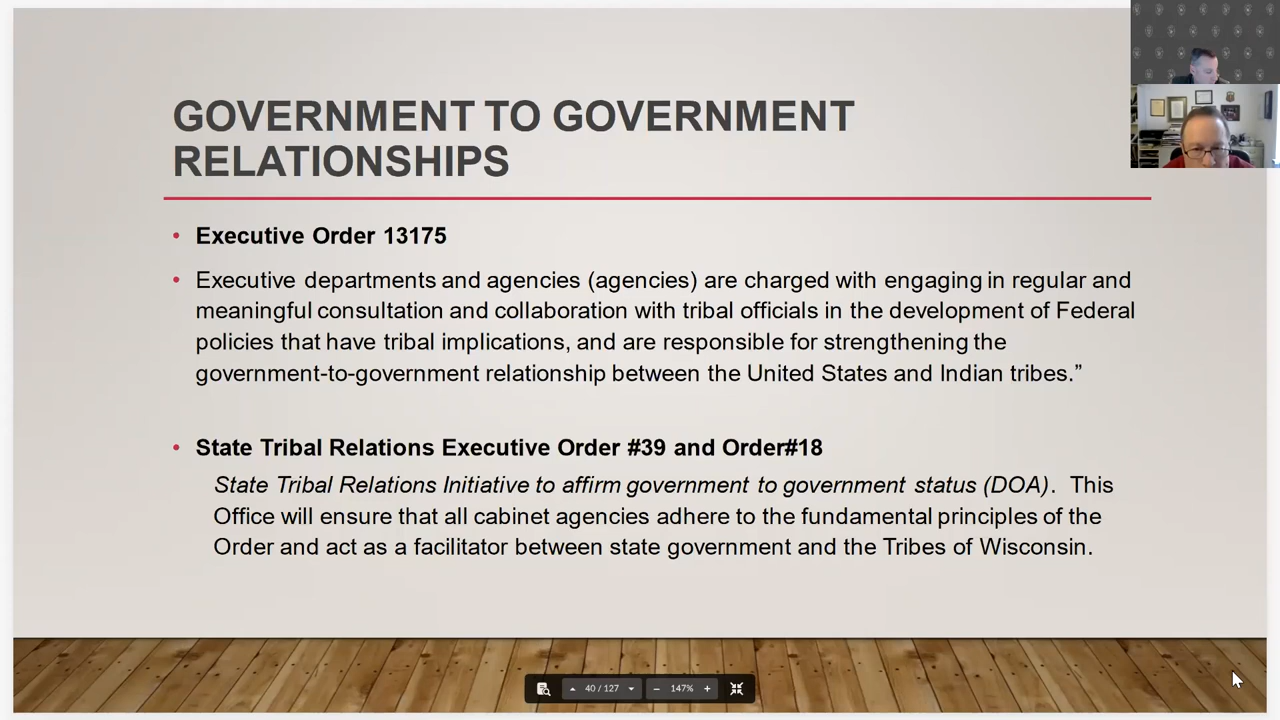 GOVERNMENT TO GOVERNMENT
RELATIONSHIPS
• Executive Order 13175
• Executive departments and agencies (agencies) are charged with engaging in regular and
meaningful consultation and collaboration with tribal officials in the development of Federal
policies that have tribal implications, and are responsible for strengthening the
government-to-government relationship between the United States and Indian tribes.”
• State Tribal Relations Executive Order #39 and Order#18
State Tribal Relations Initiative to affirm government to government status (DOA).  This
Office will ensure that all cabinet agencies adhere to the fundamental principles of the
Order and act as a facilitator between state government and the Tribes of Wisconsin.
40 / 127
147%